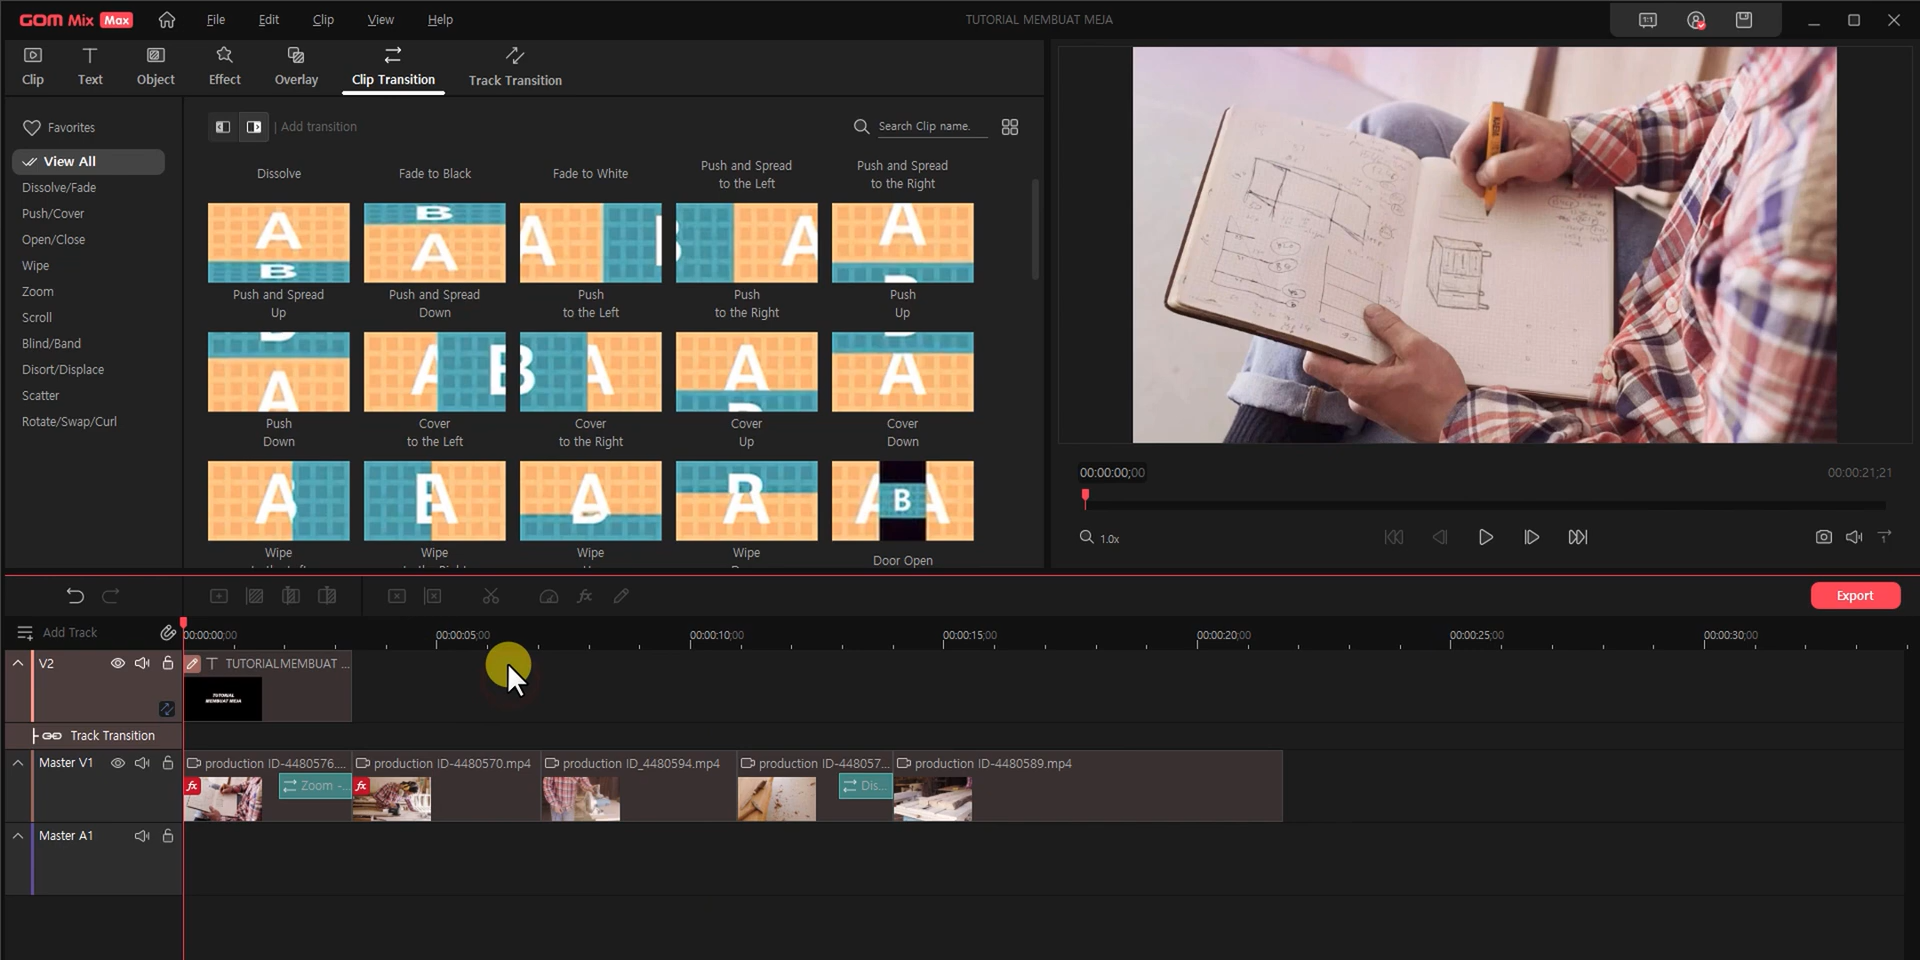 GOM Mix Max
File Edit Clip View Help
TUTORIAL MEMBUAT MEJA
1:1
Clip Text Object Effect Overlay Clip Transition Track Transition
Favorites
View All
Dissolve/Fade
Push/Cover
Open/Close
Wipe
Zoom
Scroll
Blind/Band
Disort/Displace
Scatter
Rotate/Swap/Curl
Add transition
Search Clip name.
Dissolve
Fade to Black
Fade to White
Push and Spread
to the Left
Push and Spread
to the Right
A
B
Push and Spread
Up
B
A
Push and Spread
Down
A
Push
to the Left
A
Push
to the Right
A
Push
Up
A
Push
Down
A B
Cover
to the Left
B A
Cover
to the Right
A
Cover
Up
A
Cover
Down
A
Wipe
B
Wipe
Wipe
Wipe
A B A
Door Open
00:00:00;00
00:00:21;21
1.0x
1
Export
Add Track
00:00:00;00 00:00:05;00 00:00:10;00 00:00:15;00 00:00:20;00 00:00:25;00 00:00:30;00
V2
T TUTORIAL MEMBUAT ...
TUTORIAL
MEMBUAT MEJA
Track Transition
Master V1
production ID-4480576....
production ID-4480570.mp4
production ID_4480594.mp4
production ID-448057...
production ID-4480589.mp4
fx
Zoom -...
fx
Dis...
Master A1